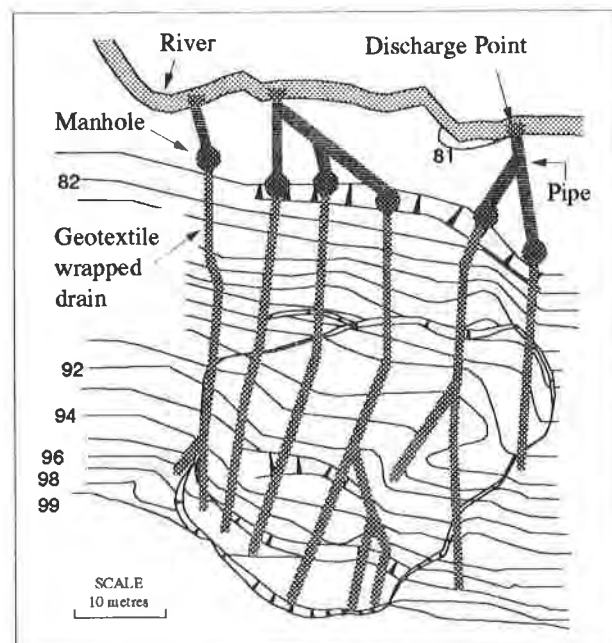 River
Discharge Point
Manhole
81
82
Pipe
Geotextile
wrapped
drain
92
94
96
98
99
SCALE
10 metres